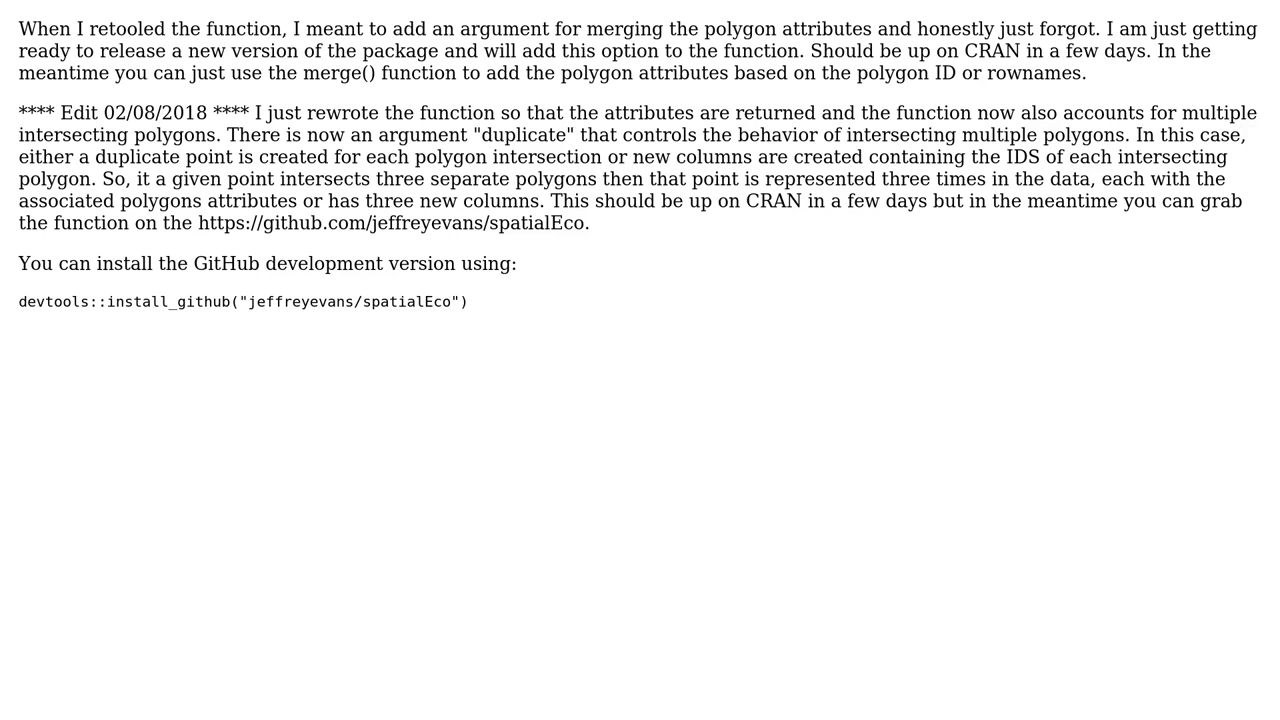 When I retooled the function, I meant to add an argument for merging the polygon attributes and honestly just forgot. I am just getting
ready to release a new version of the package and will add this option to the function. Should be up on CRAN in a few days. In the
meantime you can just use the merge() function to add the polygon attributes based on the polygon ID or rownames.
**** Edit 02/08/2018 **** I just rewrote the function so that the attributes are returned and the function now also accounts for multiple
intersecting polygons. There is now an argument "duplicate" that controls the behavior of intersecting multiple polygons. In this case,
either a duplicate point is created for each polygon intersection or new columns are created containing the IDS of each intersecting
polygon. So, it a given point intersects three separate polygons then that point is represented three times in the data, each with the
associated polygons attributes or has three new columns. This should be up on CRAN in a few days but in the meantime you can grab
the function on the https://github.com/jeffreyevans/spatialEco.
You can install the GitHub development version using:
devtools::install_github("jeffreyevans/spatialEco")